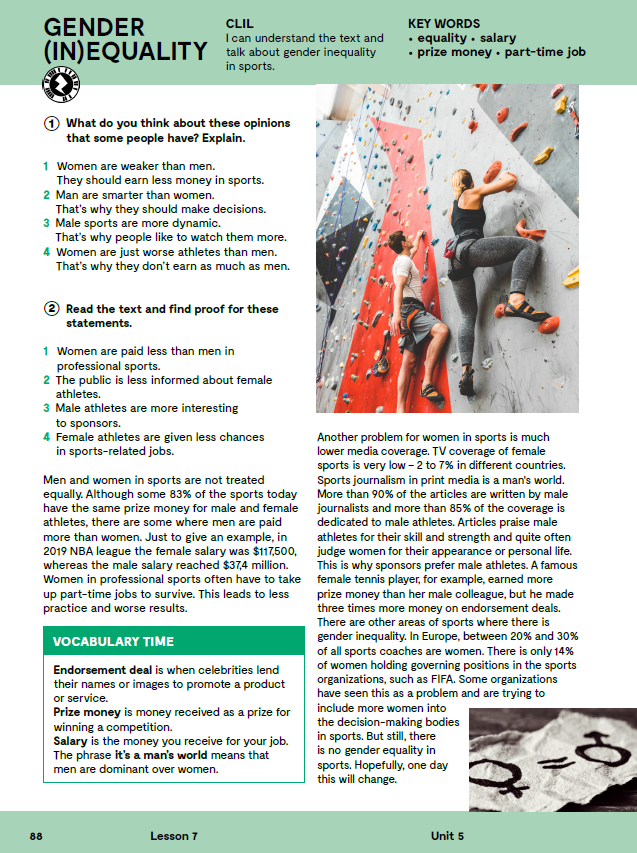 GENDER
(IN)EQUALITY
CLIL
I can understand the text and
talk about gender inequality
in sports.
KEY WORDS
• equality • salary
• prize money • part-time job
1 What do you think about these opinions
that some people have? Explain.
1 Women are weaker than men.
They should earn less money in sports.
2 Man are smarter than women.
That's why they should make decisions.
3 Male sports are more dynamic.
That's why people like to watch them more.
4 Women are just worse athletes than men.
That's why they don't earn as much as men.
2 Read the text and find proof for these
statements.
1 Women are paid less than men in
professional sports.
2 The public is less informed about female
athletes.
3 Male athletes are more interesting
to sponsors.
4 Female athletes are given less chances
in sports-related jobs.
Men and women in sports are not treated
equally. Although some 83% of the sports today
have the same prize money for male and female
athletes, there are some where men are paid
more than women. Just to give an example, in
2019 NBA league the female salary was $117,500,
whereas the male salary reached $37,4 million.
Women in professional sports often have to take
up part-time jobs to survive. This leads to less
practice and worse results.
VOCABULARY TIME
Endorsement deal is when celebrities lend
their names or images to promote a product
or service.
Prize money is money received as a prize for
winning a competition.
Salary is the money you receive for your job.
The phrase it's a man's world means that
men are dominant over women.
Another problem for women in sports is much
lower media coverage. TV coverage of female
sports is very low – 2 to 7% in different countries.
Sports journalism in print media is a man's world.
More than 90% of the articles are written by male
journalists and more than 85% of the coverage is
dedicated to male athletes. Articles praise male
athletes for their skill and strength and quite often
judge women for their appearance or personal life.
This is why sponsors prefer male athletes. A famous
female tennis player, for example, earned more
prize money than her male colleague, but he made
three times more money on endorsement deals.
There are other areas of sports where there is
gender inequality. In Europe, between 20% and 30%
of all sports coaches are women. There is only 14%
of women holding governing positions in the sports
organizations, such as FIFA. Some organizations
have seen this as a problem and are trying to
include more women into
the decision-making bodies
in sports. But still, there
is no gender equality in
sports. Hopefully, one day
this will change.
88
Lesson 7
Unit 5